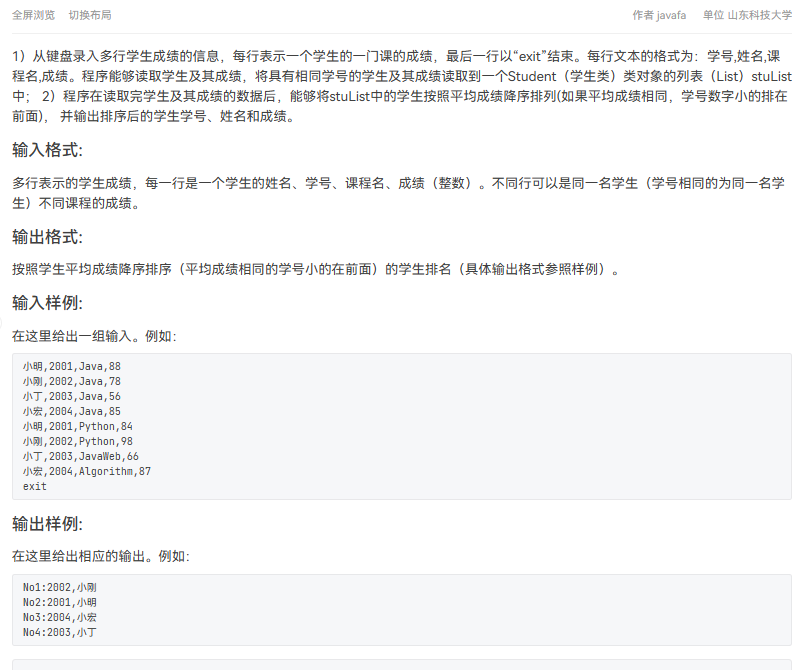 全屏浏览 切换布局 作者 javafa 单位 山东科技大学
1）从键盘录入多行学生成绩的信息，每行表示一个学生的一门课的成绩，最后一行以“exit”结束。每行文本的格式为：学号,姓名,课
程名,成绩。程序能够读取学生及其成绩，将具有相同学号的学生及其成绩读取到一个Student（学生类）类对象的列表（List）stuList
中； 2）程序在读取完学生及其成绩的数据后，能够将stuList中的学生按照平均成绩降序排列(如果平均成绩相同，学号数字小的排在
前面)， 并输出排序后的学生学号、姓名和成绩。
输入格式:
多行表示的学生成绩，每一行是一个学生的姓名、学号、课程名、成绩（整数）。不同行可以是同一名学生（学号相同的为同一名学
生）不同课程的成绩。
输出格式:
按照学生平均成绩降序排序（平均成绩相同的学号小的在前面）的学生排名（具体输出格式参照样例）。
输入样例:
在这里给出一组输入。例如：
小明,2001,Java,88
小刚,2002,Java,78
小丁,2003,Java,56
小宏,2004,Java,85
小明,2001,Python,84
小刚,2002,Python,98
小丁,2003,JavaWeb,66
小宏,2004,Algorithm,87
exit
输出样例:
在这里给出相应的输出。例如：
No1:2002,小刚
No2:2001,小明
No3:2004,小宏
No4:2003,小丁